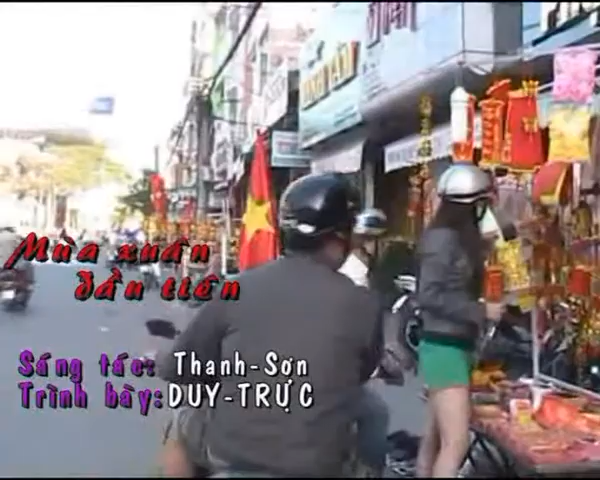 Mùa xuân
đầu tiên
Sáng tác: Thanh-Sơn
Trình bày: DUY-TRỰC